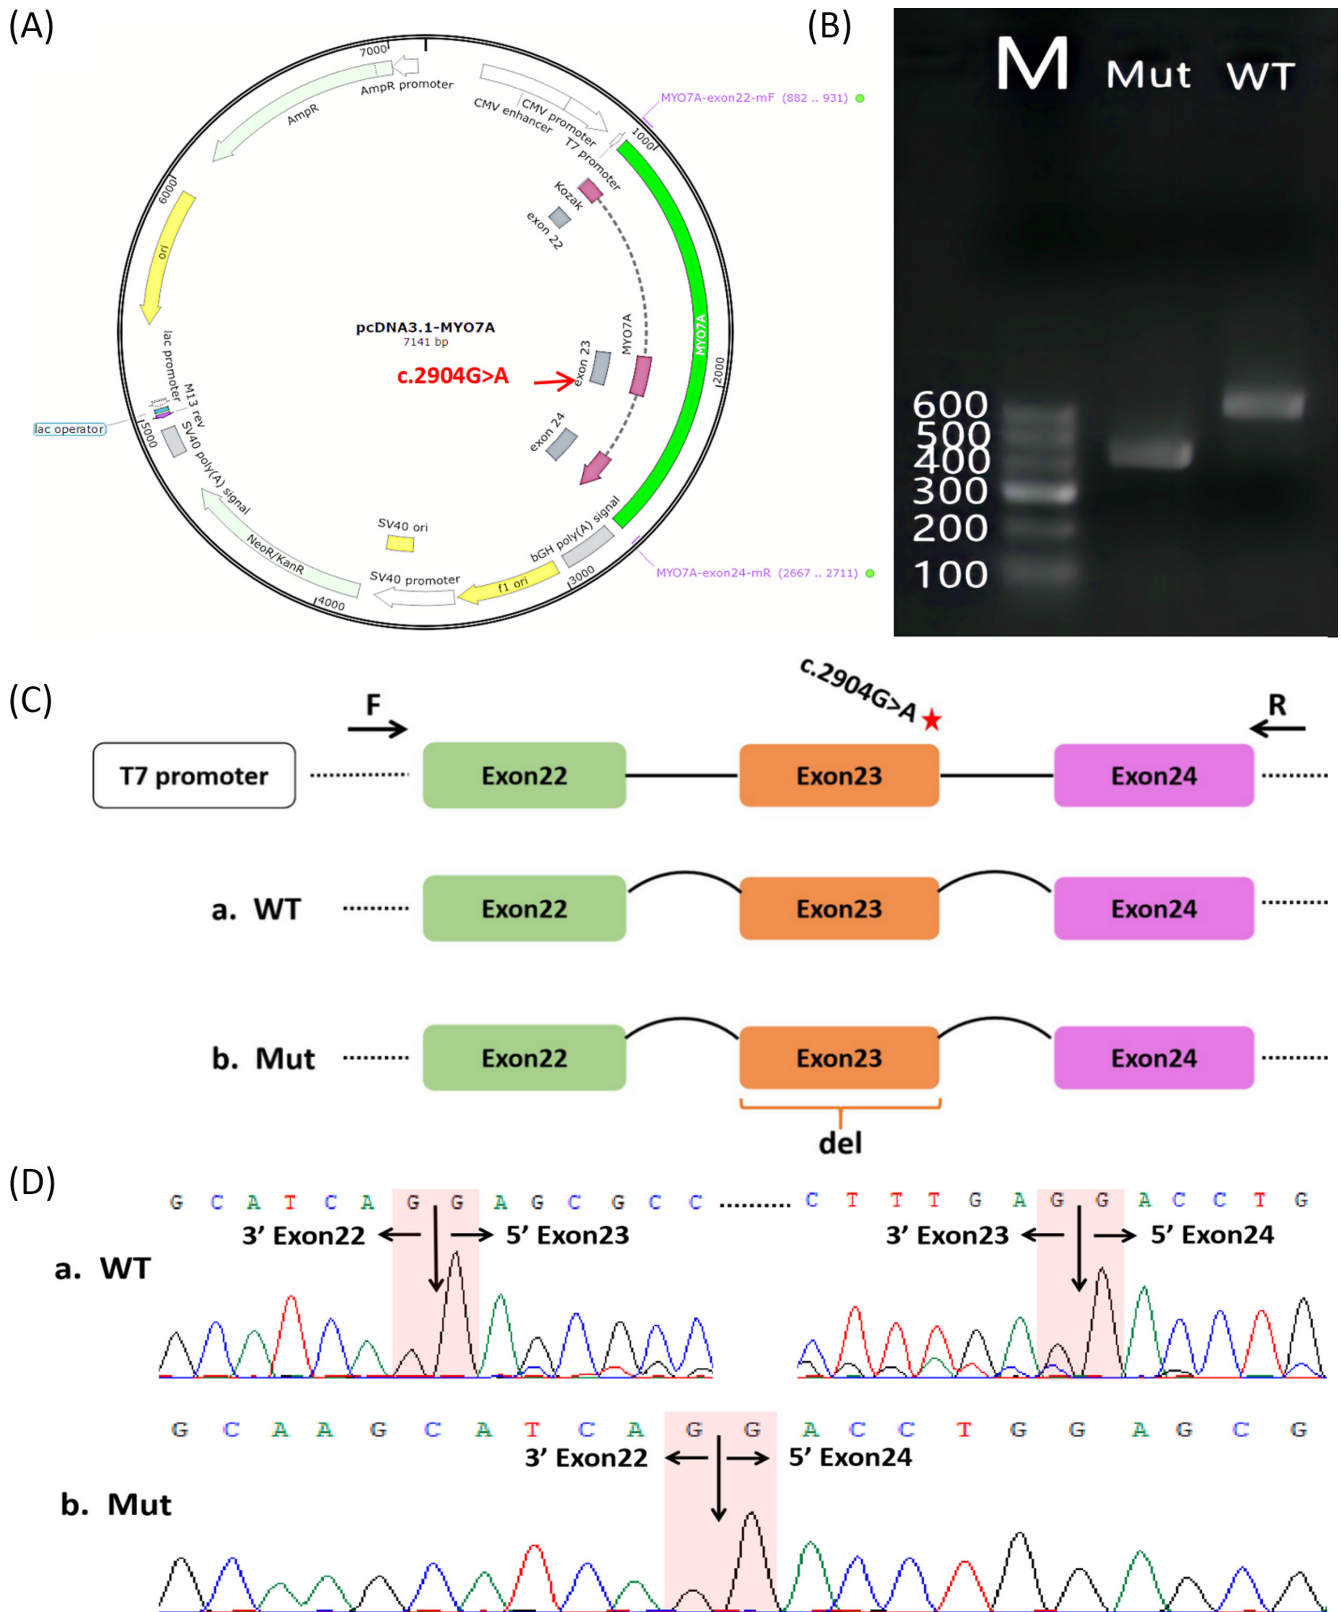 (A)
7000
AmpR promoter
AmpR
CMV enhancer
CMV promoter
T7 promoter
MYO7A-exon22-mF (882 .. 931)
1000
Kozak
exon 22
6000
ori
pcDNA3.1-MYO7A
7141 bp
c.2904G>A
exon 23
MYO7A
MYO7A
2000
exon 24
lac promoter
M13 rev
lac operator
5000
SV40 poly(A) signal
NeoR/KanR
SV40 ori
SV40 promoter
4000
f1 ori
bGH poly(A) signal
3000
MYO7A-exon24-mR (2667 .. 2711)
(B)
M Mut WT
600
500
400
300
200
100
(C)
c.2904G>A
F
R
T7 promoter Exon22 Exon23 Exon24
a. WT Exon22 Exon23 Exon24
b. Mut Exon22 Exon23 Exon24
del
(D)
G C A T C A G G A G C G C C ......... C T T T G A G G A C C T G
3’ Exon22 5’ Exon23 3’ Exon23 5’ Exon24
a. WT
G C A A G C A T C A G G A C C T G G A G C G
3’ Exon22 5’ Exon24
b. Mut